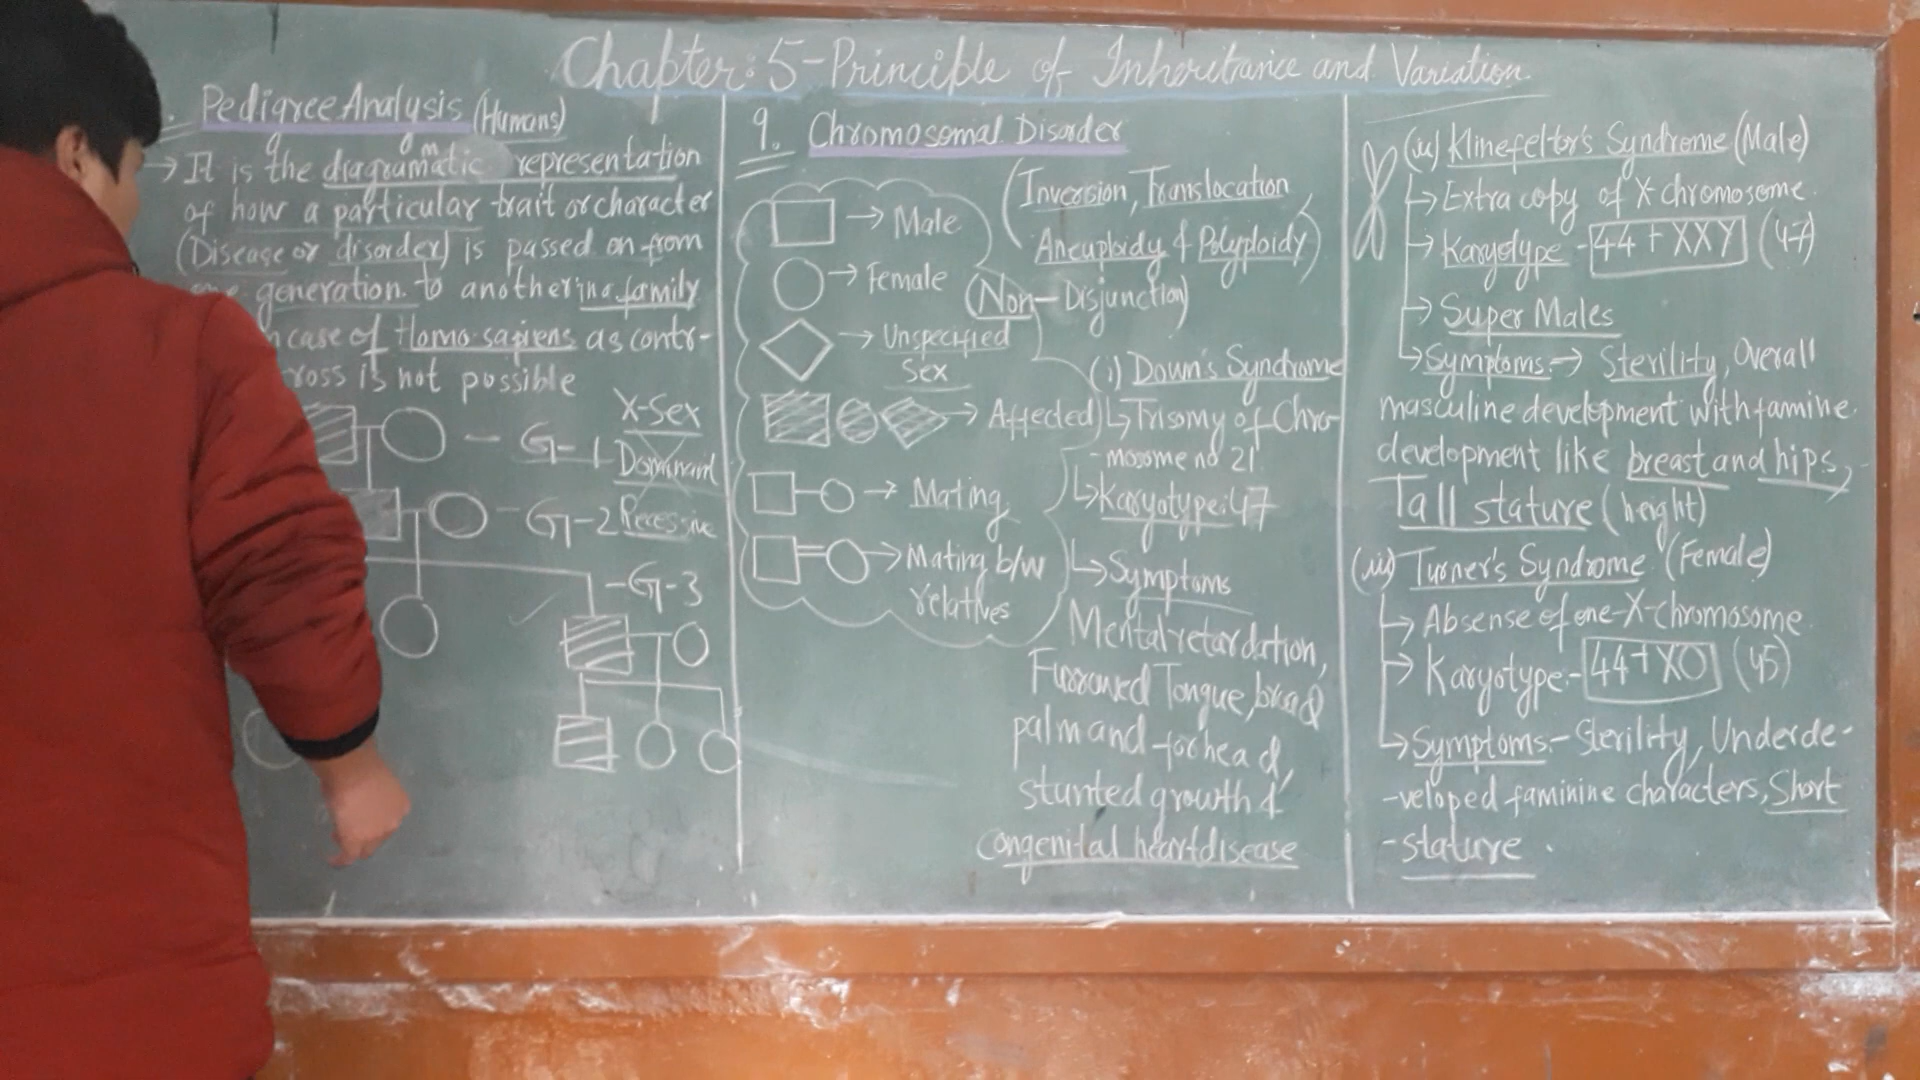 Chapter: 5-Principle of Inheritance and Variation
Pedigree Analysis (Humans)
→ It is the diagramatic representation
of how a particular trait or character
(Disease or disorder) is passed on from
generation to another in a family
case of Homo sapiens as contr-
ross is not possible
X-Sex
- G-1
Dominant
- G-2 Recessive
- G-3
9. Chromosomal Disorder
(Inversion, Translocation,
Aneuploidy & Polyploidy)
(Non-Disjunction)
→ Male
→ Female
→ Unspecified
Sex
→ Affected
→ Mating
→ Mating b/w
relatives
(i) Down's Syndrome
↳ Trisomy of Chro-
-mosome no 21
↳ Karyotype: 47
↳ Symptoms
Mental retardation,
Furrowed Tongue, broad
palm and forhead,
stunted growth &
congenital heart disease
(ii) Klinefeltor's Syndrome (Male)
↳ Extra copy of X-chromosome.
→ Karyotype - 44+XXY (47)
→ Super Males
↳ Symptoms:→ Sterility, Overall
masculine development with famine
development like breast and hips,
Tall stature (height)
(iii) Turner's Syndrome (Female)
→ Absense of one-X-chromosome.
→ Karyotype:- 44+XO (45)
↳ Symptoms:- Sterility, Underde-
-veloped faminine characters, Short
-stature.